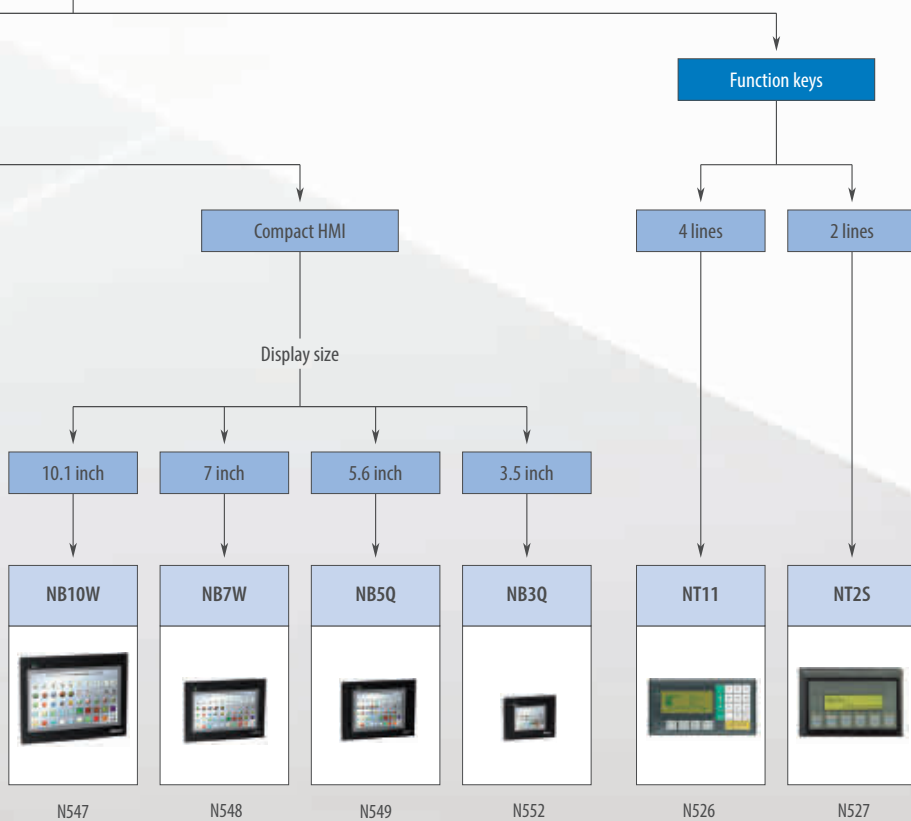 Function keys
Compact HMI
4 lines
2 lines
Display size
10.1 inch
7 inch
5.6 inch
3.5 inch
NB10W
NB7W
NB5Q
NB3Q
NT11
NT2S
N547
N548
N549
N552
N526
N527